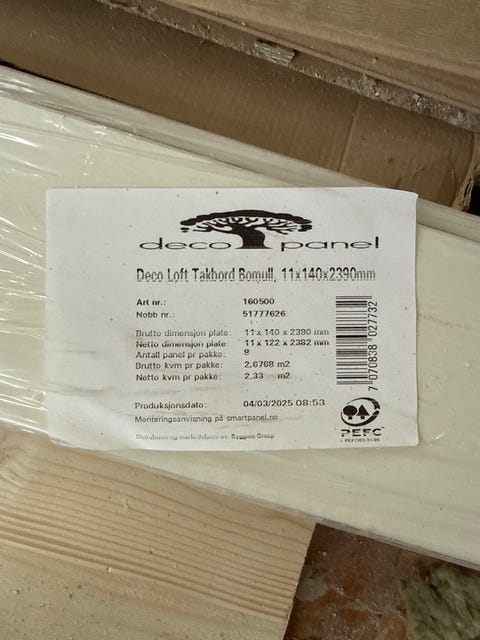 deco panel
Deco Loft Takbord Bomull, 11x140x2390mm
Art nr.: 160500
Nobb nr.: 51777626
Brutto dimensjon plate: 11 x 140 x 2390 mm
Netto dimensjon plate: 11 x 122 x 2382 mm
Antall panel pr pakke: 8
Brutto kvm pr pakke: 2,6768 m2
Netto kvm pr pakke: 2,33 m2
7 070838 027732
Produksjonsdato: 04/03/2025 08:53
Monteringsanvisning på smartpanel.no
PEFC
Byggma Group